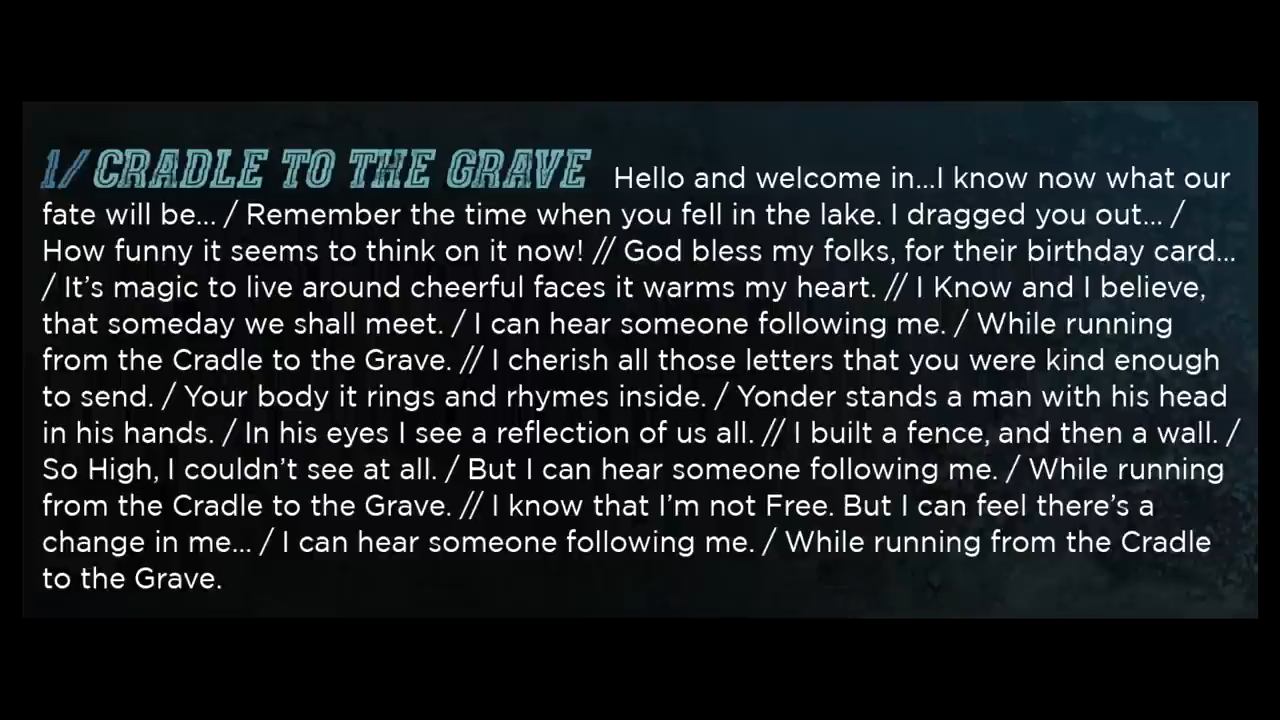 1/ CRADLE TO THE GRAVE Hello and welcome in...I know now what our
fate will be... / Remember the time when you fell in the lake. I dragged you out... /
How funny it seems to think on it now! // God bless my folks, for their birthday card...
/ It's magic to live around cheerful faces it warms my heart. // I Know and I believe,
that someday we shall meet. / I can hear someone following me. / While running
from the Cradle to the Grave. // I cherish all those letters that you were kind enough
to send. / Your body it rings and rhymes inside. / Yonder stands a man with his head
in his hands. / In his eyes I see a reflection of us all. // I built a fence, and then a wall. /
So High, I couldn't see at all. / But I can hear someone following me. / While running
from the Cradle to the Grave. // I know that I'm not Free. But I can feel there's a
change in me... / I can hear someone following me. / While running from the Cradle
to the Grave.